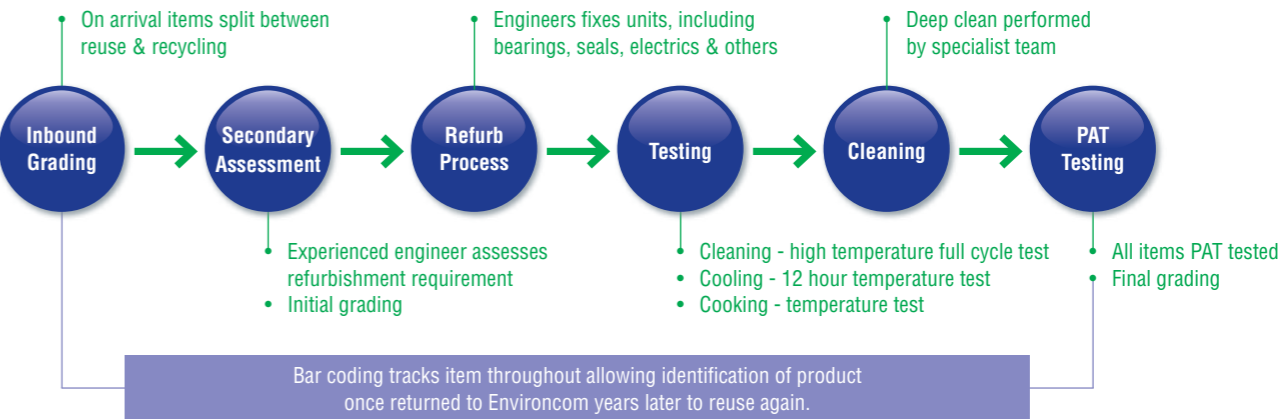 • On arrival items split between
reuse & recycling
• Engineers fixes units, including
bearings, seals, electrics & others
• Deep clean performed
by specialist team
Inbound
Grading
Secondary
Assessment
Refurb
Process
Testing
Cleaning
PAT
Testing
• Experienced engineer assesses
refurbishment requirement
• Initial grading
• Cleaning - high temperature full cycle test
• Cooling - 12 hour temperature test
• Cooking - temperature test
• All items PAT tested
• Final grading
Bar coding tracks item throughout allowing identification of product
once returned to Environcom years later to reuse again.